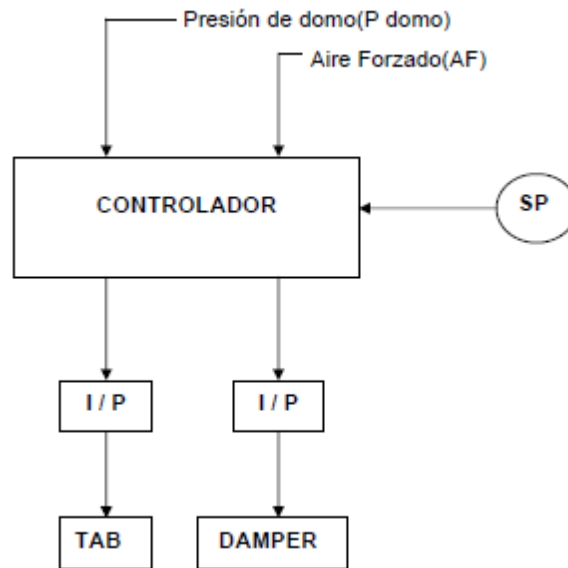 Presión de domo(P domo)
Aire Forzado(AF)
CONTROLADOR
SP
I / P
I / P
TAB
DAMPER